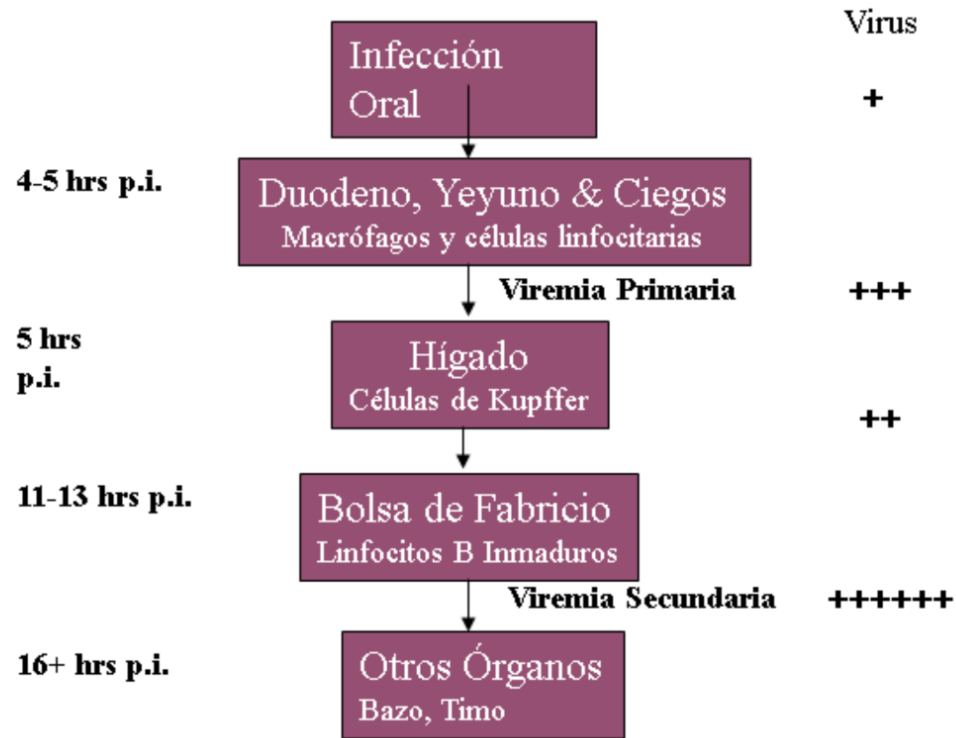 Virus
Infección
Oral
+
4-5 hrs p.i.
Duodeno, Yeyuno & Ciegos
Macrófagos y células linfocitarias
Viremia Primaria
+++
5 hrs
p.i.
Hígado
Células de Kupffer
++
11-13 hrs p.i.
Bolsa de Fabricio
Linfocitos B Inmaduros
Viremia Secundaria
++++++
16+ hrs p.i.
Otros Órganos
Bazo, Timo